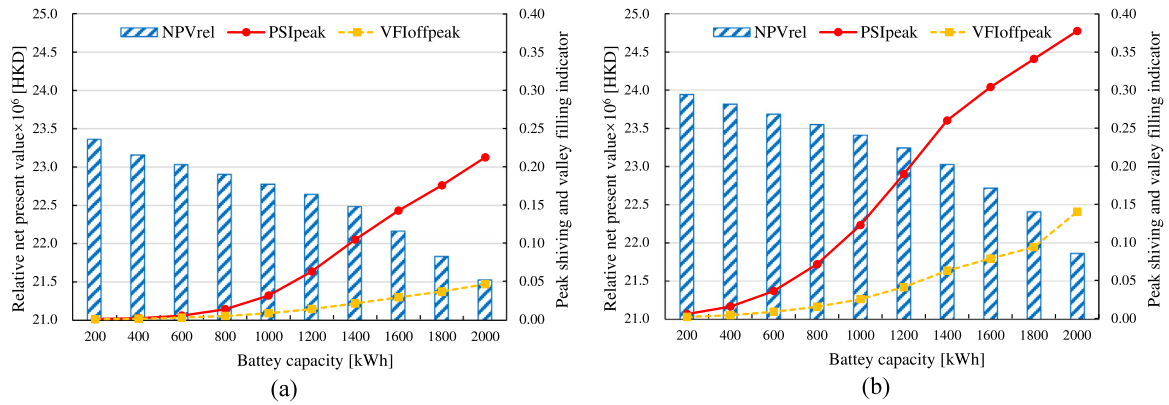 25.0
24.5
24.0
23.5
23.0
22.5
22.0
21.5
21.0
Relative net present value×10⁶ [HKD]
NPVrel
PSIpeak
VFIoffpeak
0.40
0.35
0.30
0.25
0.20
0.15
0.10
0.05
0.00
Peak shiving and valley filling indicator
200 400 600 800 1000 1200 1400 1600 1800 2000
Battey capacity [kWh]
(a)
25.0
24.5
24.0
23.5
23.0
22.5
22.0
21.5
21.0
Relative net present value×10⁶ [HKD]
NPVrel
PSIpeak
VFIoffpeak
0.40
0.35
0.30
0.25
0.20
0.15
0.10
0.05
0.00
Peak shiving and valley filling indicator
200 400 600 800 1000 1200 1400 1600 1800 2000
Battey capacity [kWh]
(b)